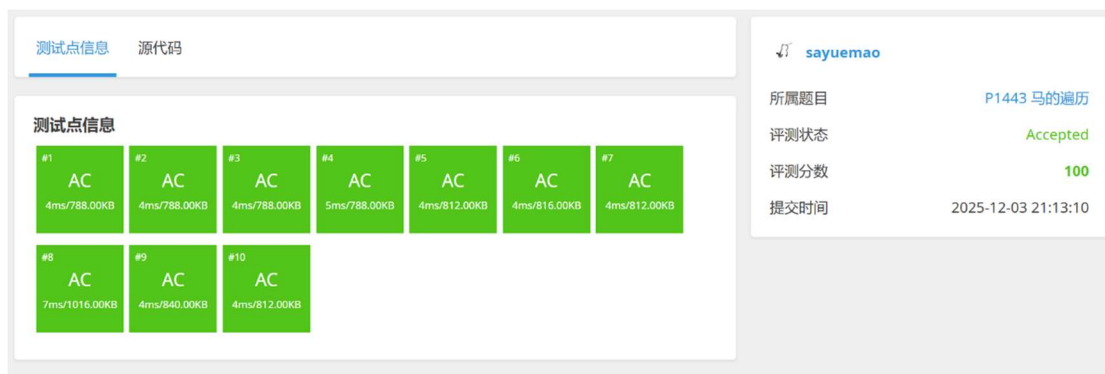 测试点信息 源代码
测试点信息
#1 #2 #3 #4 #5 #6 #7
AC AC AC AC AC AC AC
4ms/788.00KB 4ms/788.00KB 4ms/788.00KB 5ms/788.00KB 4ms/812.00KB 4ms/816.00KB 4ms/812.00KB
#8 #9 #10
AC AC AC
7ms/1016.00KB 4ms/840.00KB 4ms/812.00KB
sayuemao
所属题目 P1443 马的遍历
评测状态 Accepted
评测分数 100
提交时间 2025-12-03 21:13:10